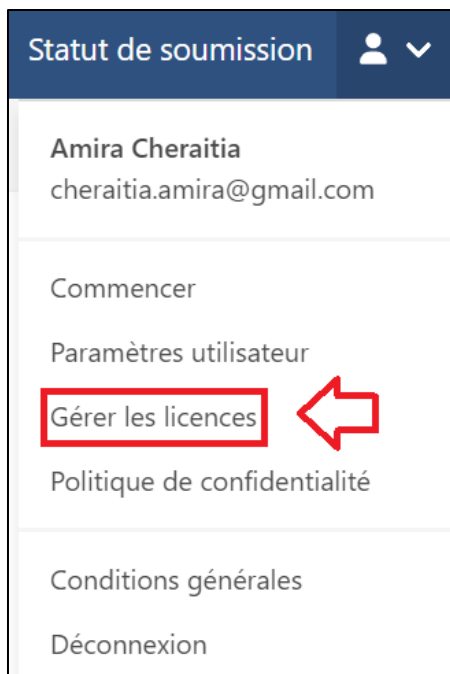 Statut de soumission
Amira Cheraitia
cheraitia.amira@gmail.com
Commencer
Paramètres utilisateur
Gérer les licences
Politique de confidentialité
Conditions générales
Déconnexion